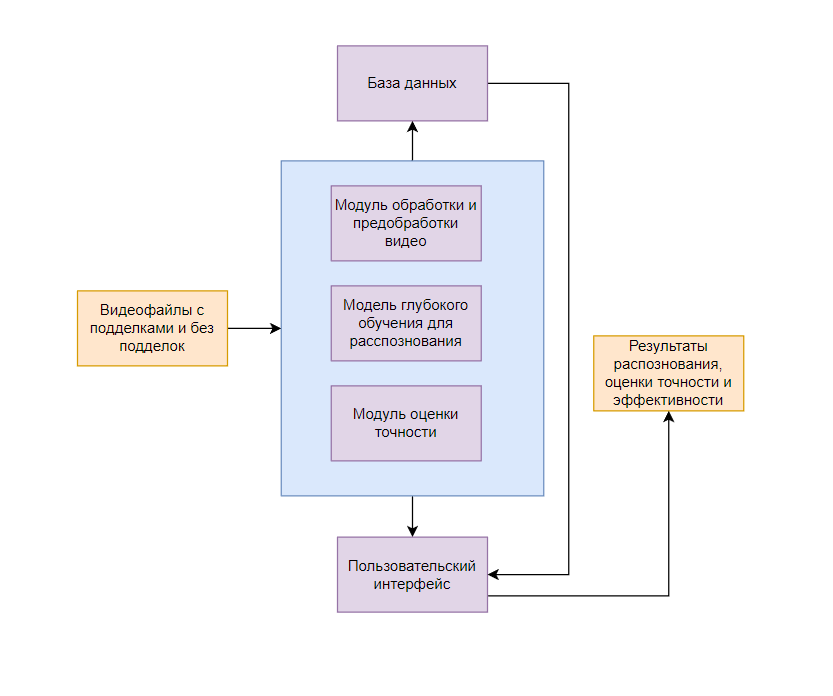 База данных
Модуль обработки и
предобработки
видео
Видеофайлы с
подделками и без
подделок
Модель глубокого
обучения для
расспознования
Модуль оценки
точности
Результаты
распознования,
оценки точности и
эффективности
Пользовательский
интерфейс